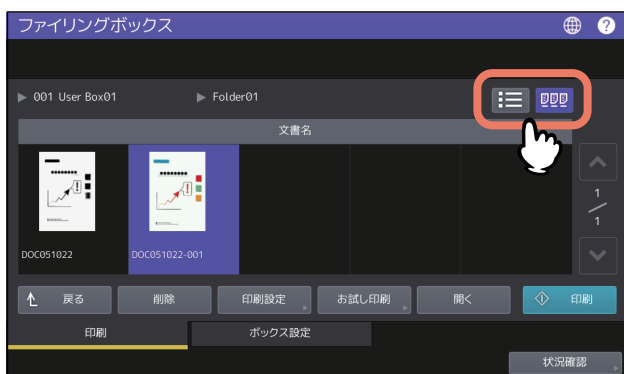 ファイリングボックス
?
001 User Box01 Folder01
文書名
DOC051022 DOC051022-001
1
1
戻る 削除 印刷設定 お試し印刷 開く 印刷
印刷 ボックス設定
状況確認